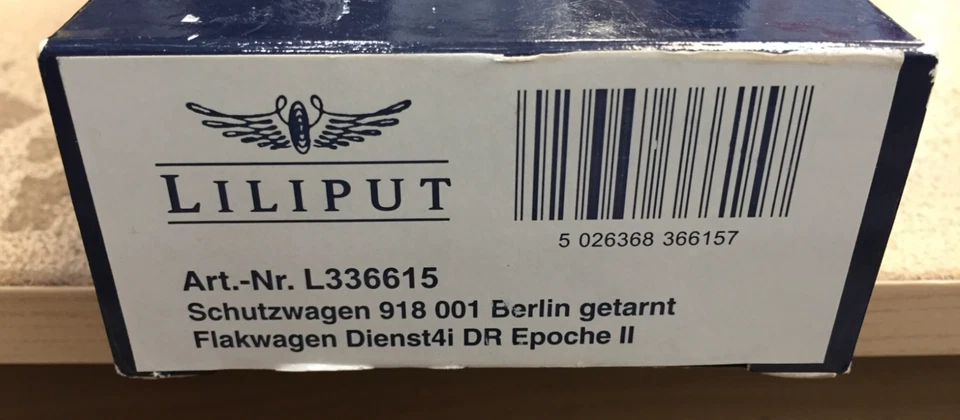 LILIPUT
5 026368 366157
Art.-Nr. L336615
Schutzwagen 918 001 Berlin getarnt
Flakwagen Dienst4i DR Epoche II